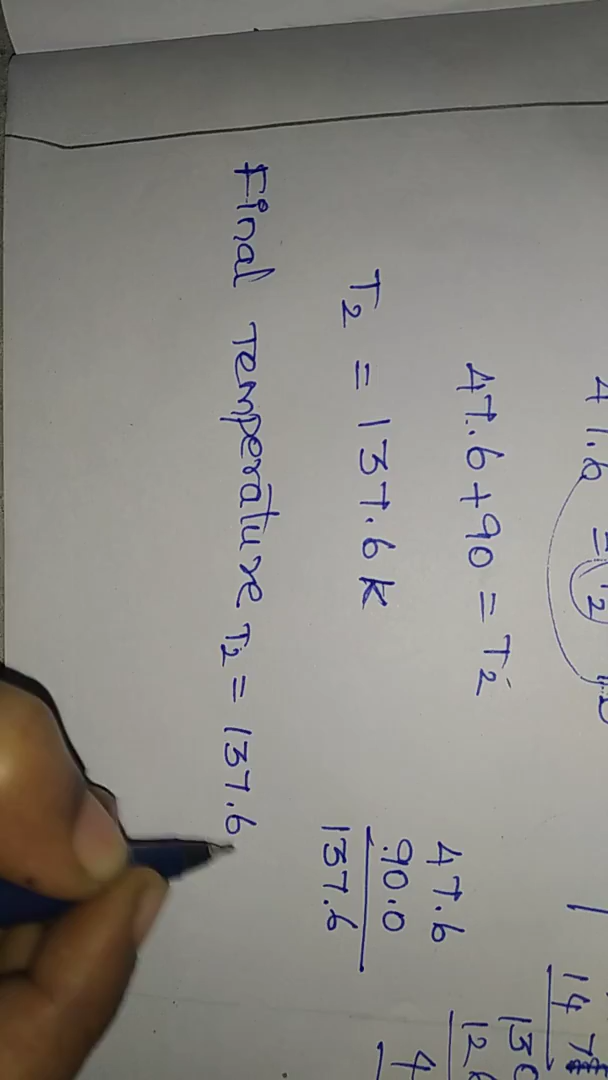 47.6 + 90 = T2
T2 = 137.6 K
Final Temperature T2 = 137.6
47.6
90.0
137.6